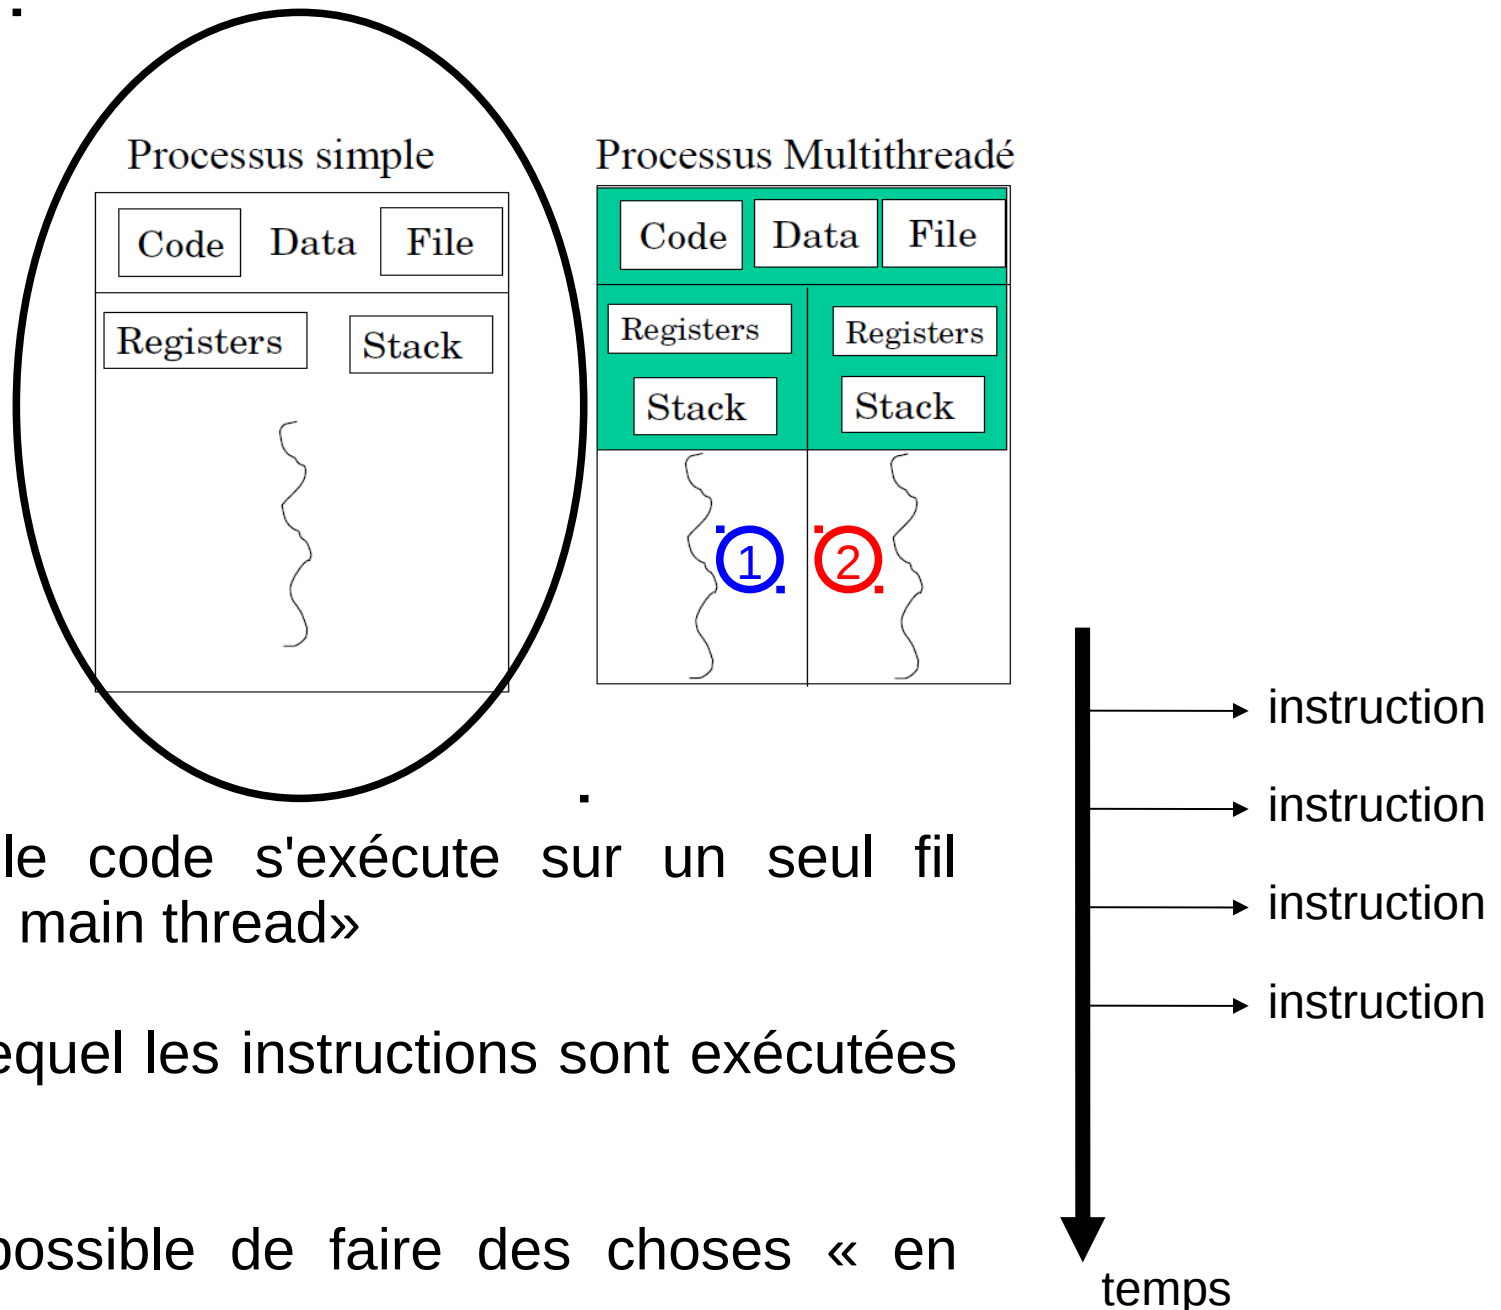 Processus simple
Code Data File
Registers Stack
Processus Multithreadé
Code Data File
Registers Registers
Stack Stack
1 2
le code s'exécute sur un seul fil
main thread»
equel les instructions sont exécutées
possible de faire des choses « en
instruction
instruction
instruction
instruction
temps